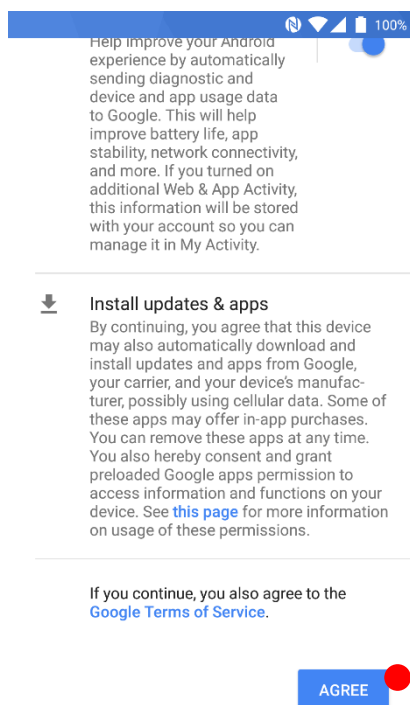 100%
Help improve your Android
experience by automatically
sending diagnostic and
device and app usage data
to Google. This will help
improve battery life, app
stability, network connectivity,
and more. If you turned on
additional Web & App Activity,
this information will be stored
with your account so you can
manage it in My Activity.
Install updates & apps
By continuing, you agree that this device
may also automatically download and
install updates and apps from Google,
your carrier, and your device's manufac-
turer, possibly using cellular data. Some of
these apps may offer in-app purchases.
You can remove these apps at any time.
You also hereby consent and grant
preloaded Google apps permission to
access information and functions on your
device. See this page for more information
on usage of these permissions.
If you continue, you also agree to the
Google Terms of Service.
AGREE